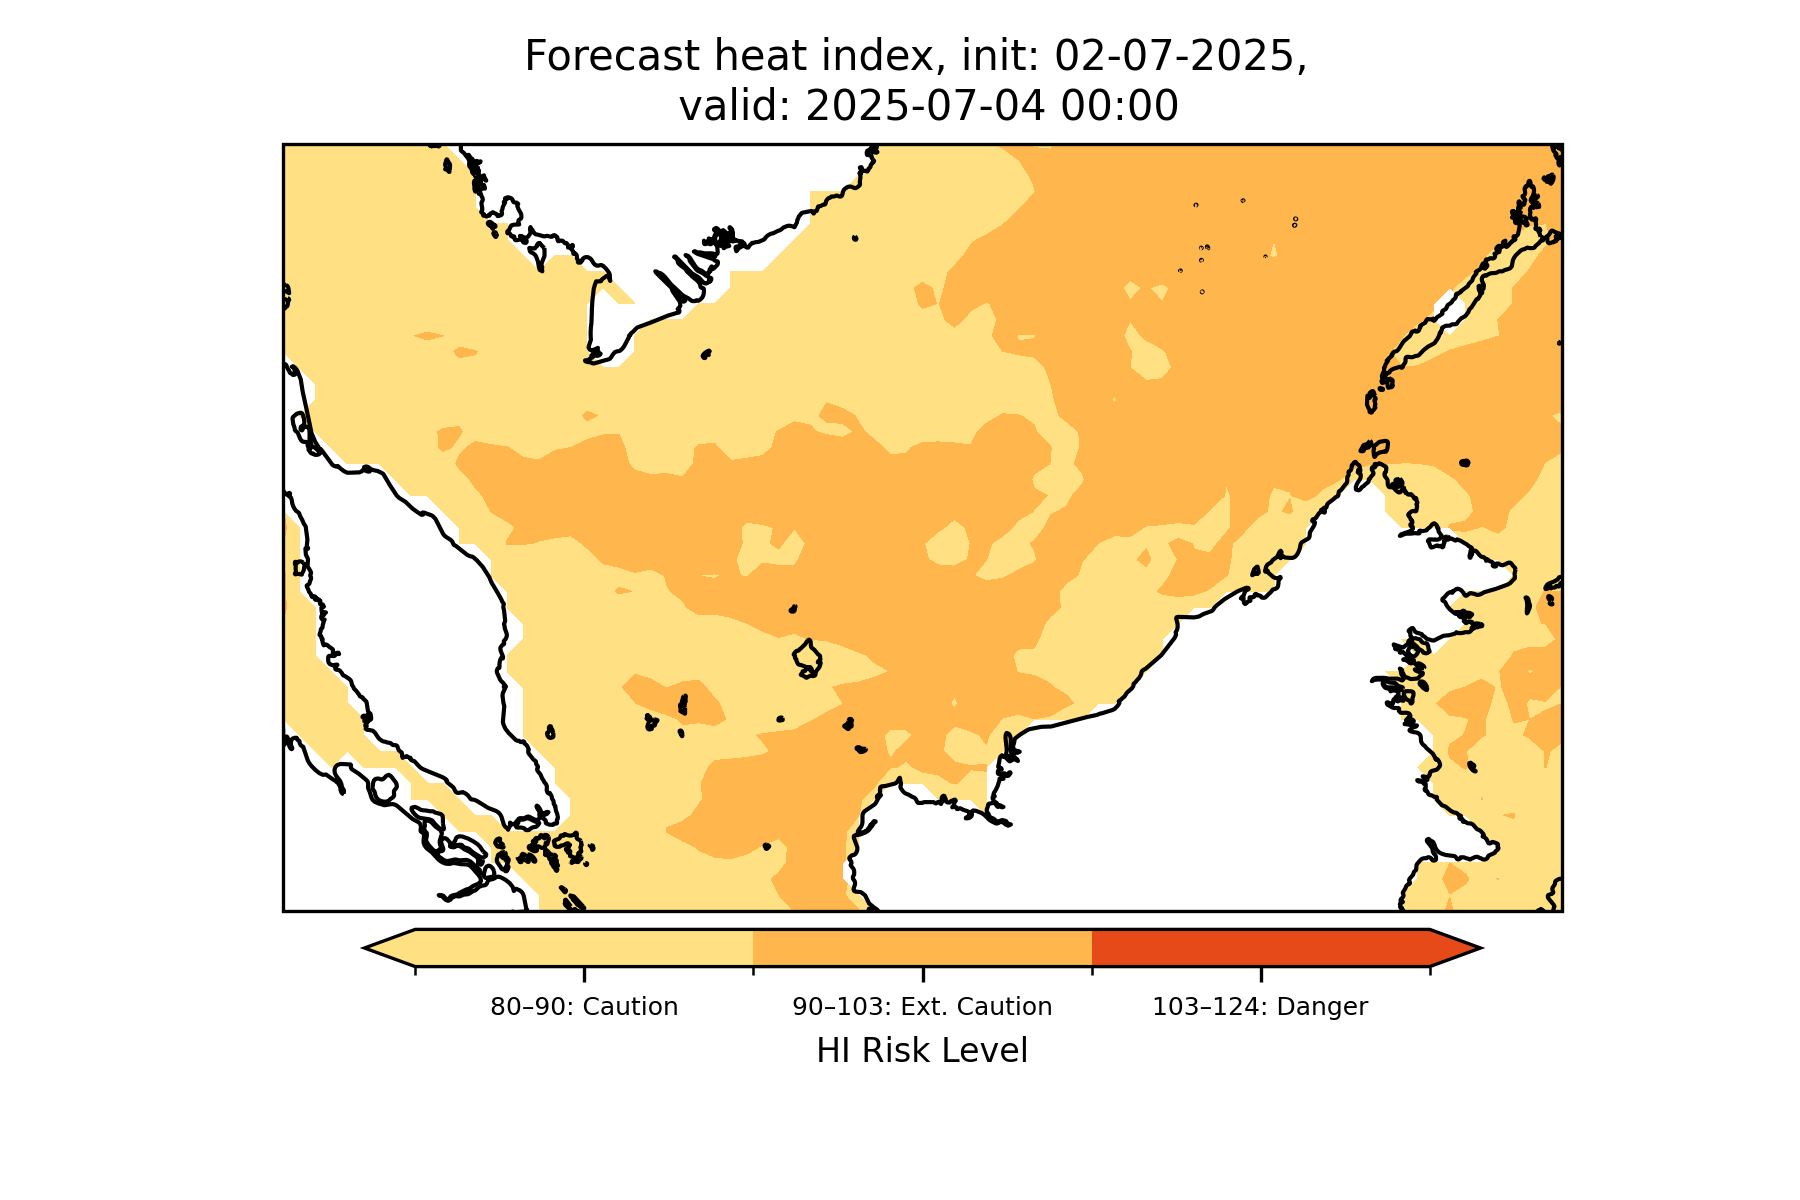 Forecast heat index, init: 02-07-2025,
valid: 2025-07-04 00:00
80–90: Caution
90–103: Ext. Caution
103–124: Danger
HI Risk Level